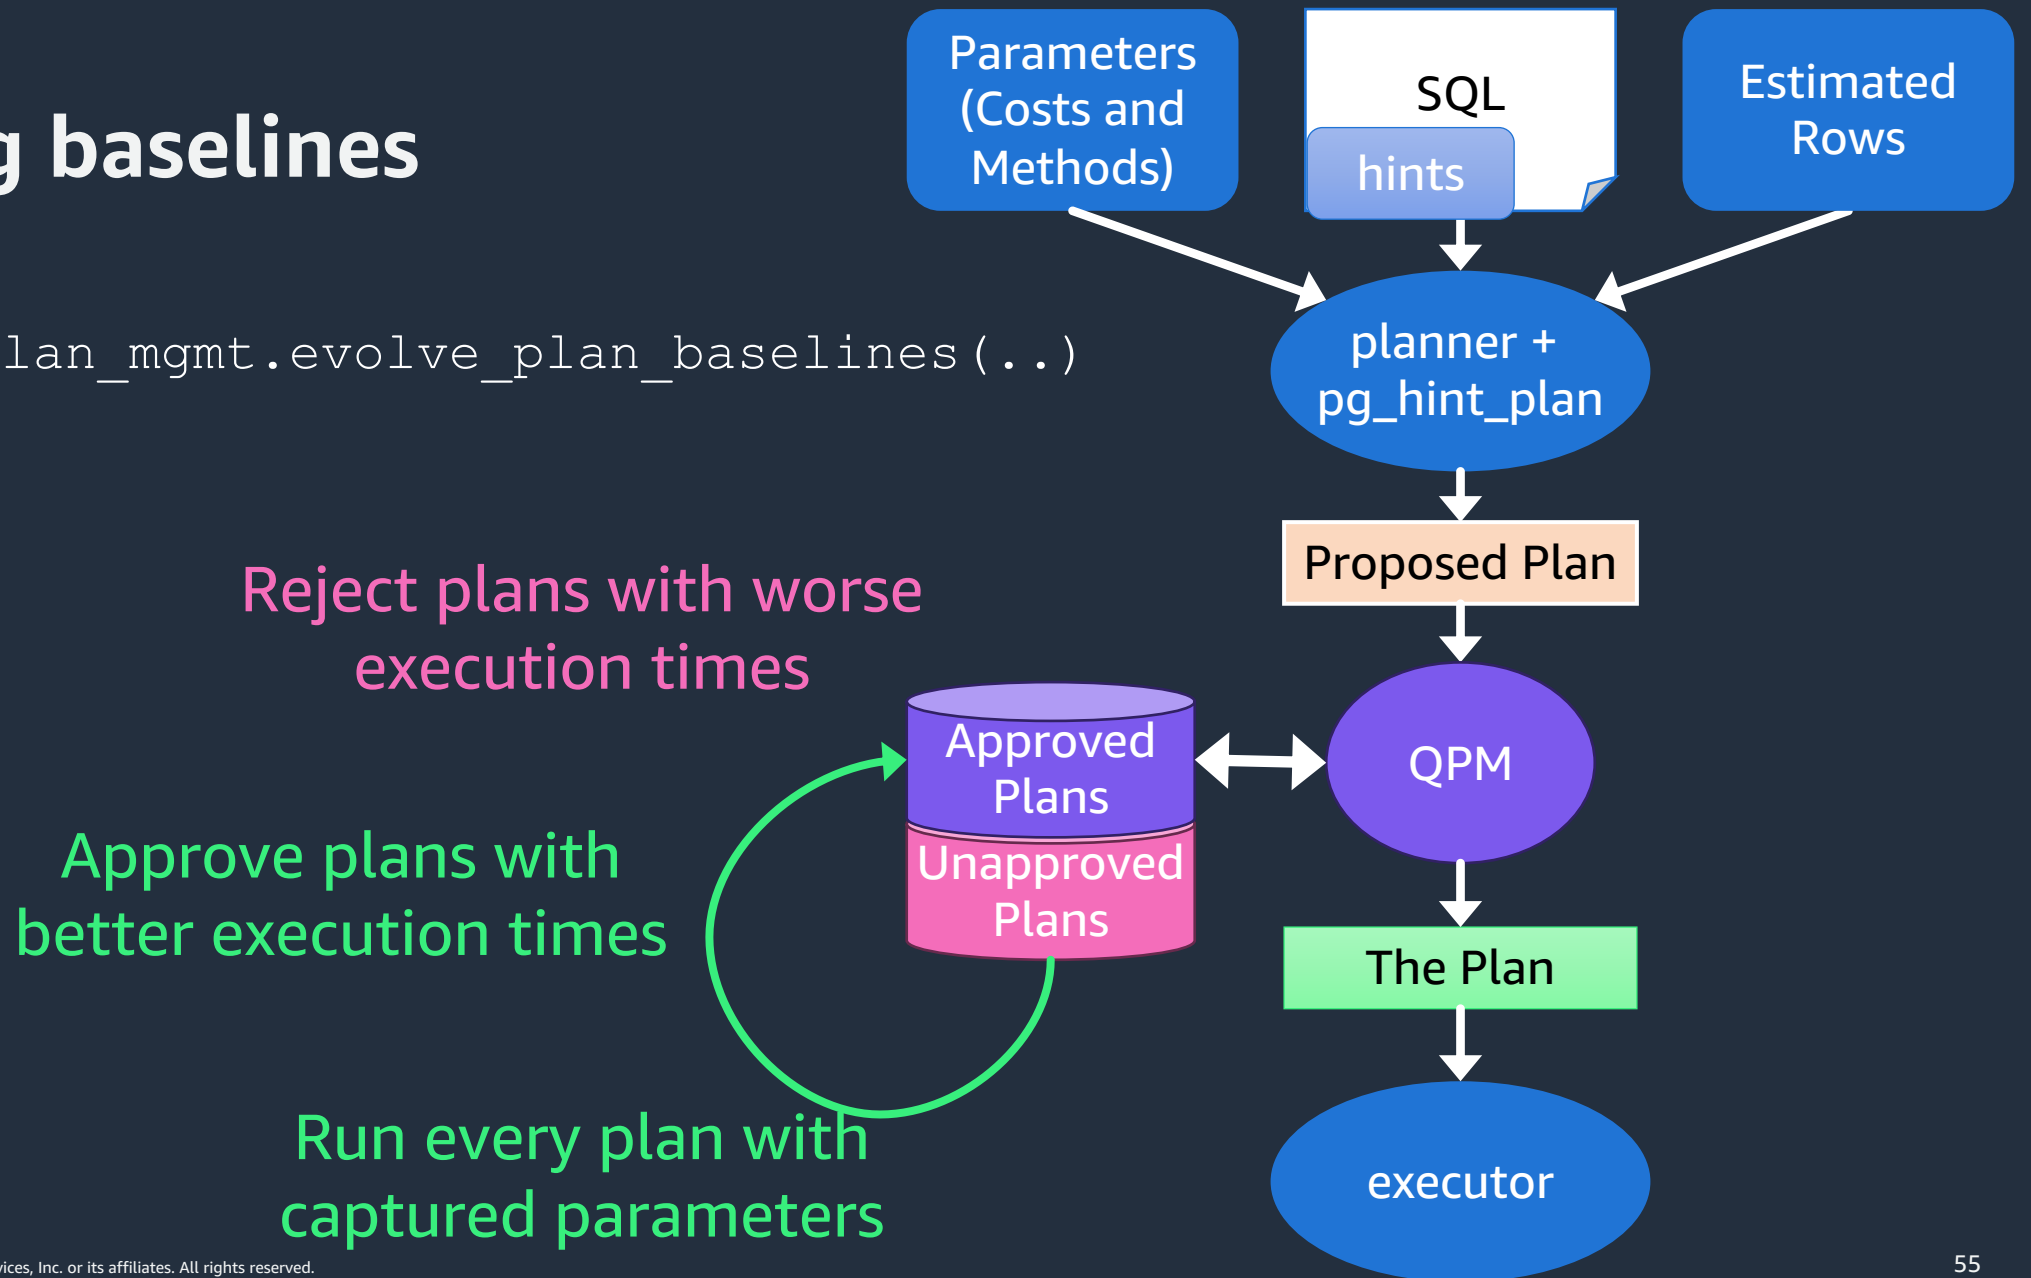 g baselines
lan_mgmt.evolve_plan_baselines(..)
Parameters
(Costs and
Methods)
SQL
hints
Estimated
Rows
planner +
pg_hint_plan
Proposed Plan
Reject plans with worse
execution times
Approved
Plans
QPM
Unapproved
Plans
Approve plans with
better execution times
The Plan
Run every plan with
captured parameters
executor
vices, Inc. or its affiliates. All rights reserved.
55